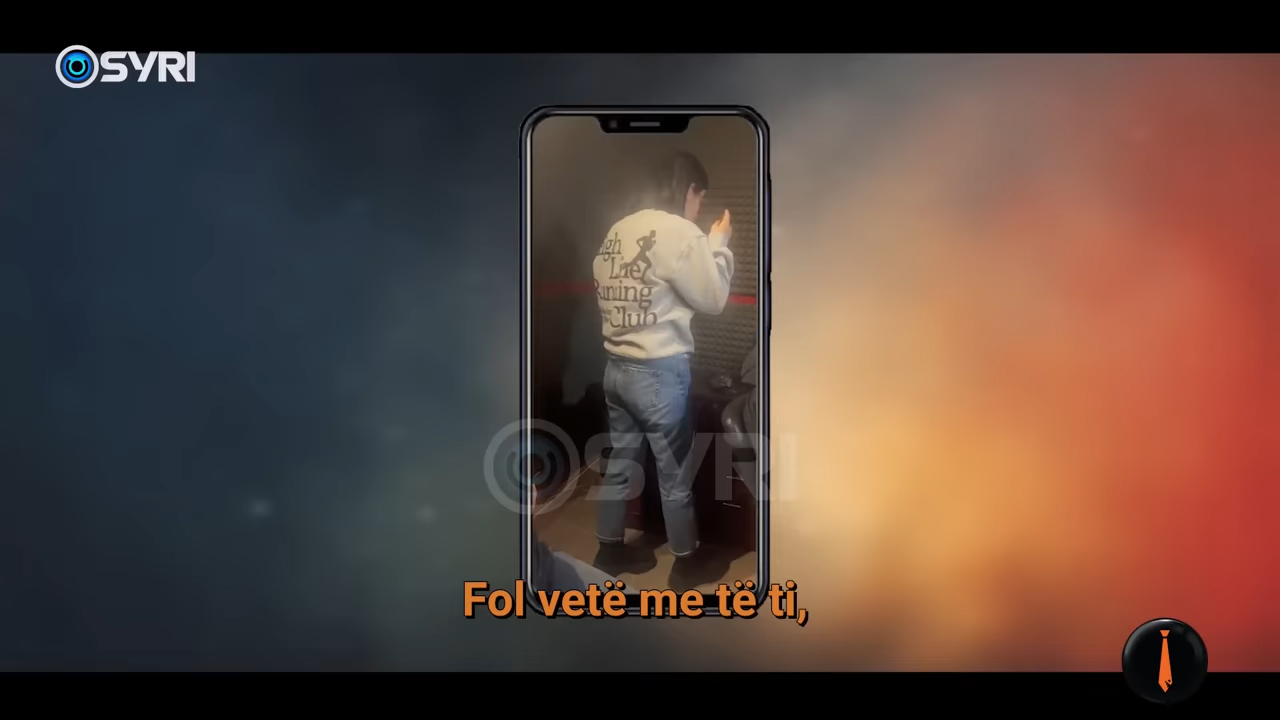 SYRI
High
Line
Running
Club
SYRI
Fol vetë me të ti,